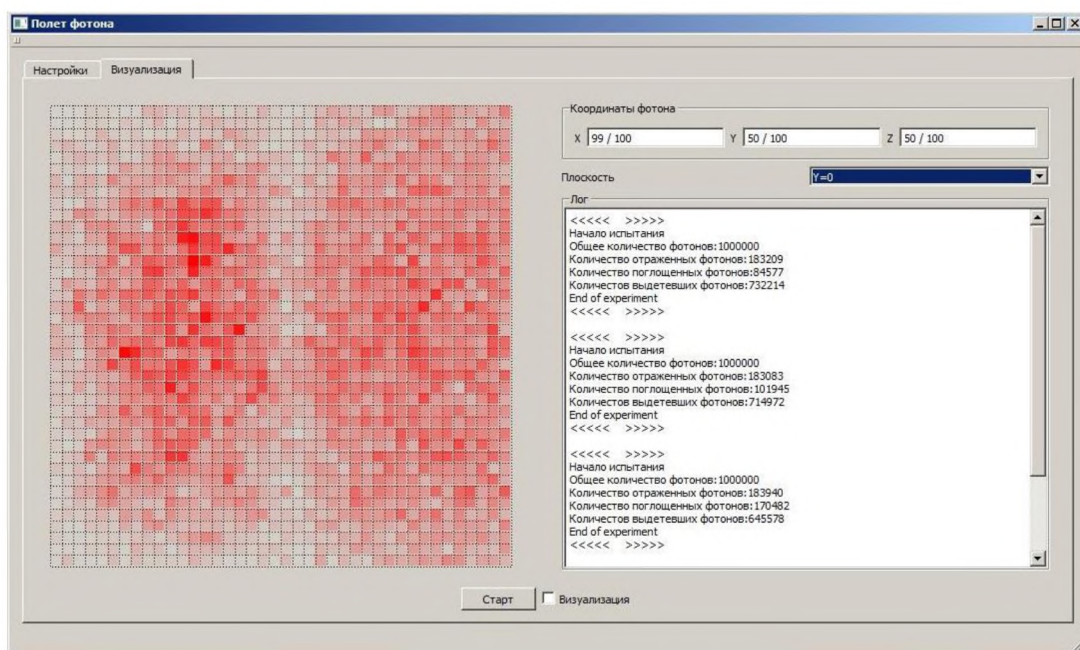 Полет фотона
Настройки Визуализация
Координаты фотона
X 99 / 100 Y 50 / 100 Z 50 / 100
Плоскость Y=0
Лог
<<<<< >>>>>
Начало испытания
Общее количество фотонов:1000000
Количество отраженных фотонов:183209
Количество поглощенных фотонов:84577
Количестов выдетевших фотонов:732214
End of experiment
<<<<< >>>>>
<<<<< >>>>>
Начало испытания
Общее количество фотонов:1000000
Количество отраженных фотонов:183083
Количество поглощенных фотонов:101945
Количестов выдетевших фотонов:714972
End of experiment
<<<<< >>>>>
<<<<< >>>>>
Начало испытания
Общее количество фотонов:1000000
Количество отраженных фотонов:183940
Количество поглощенных фотонов:170482
Количестов выдетевших фотонов:645578
End of experiment
<<<<< >>>>>
Старт Визуализация